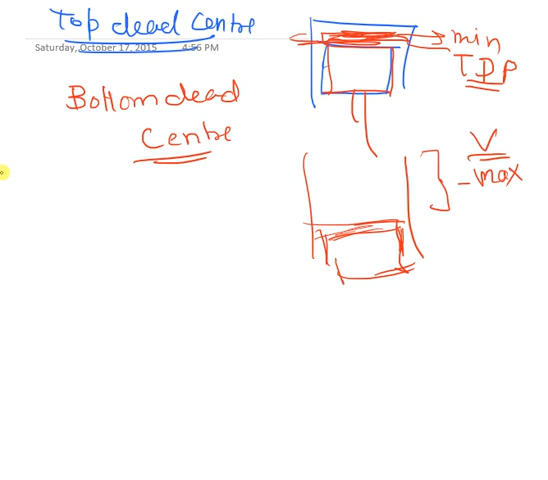 Top dead Centre
Saturday, October 17, 2015 4:56 PM
min
TDP
Bottom dead
Centre
V
-max